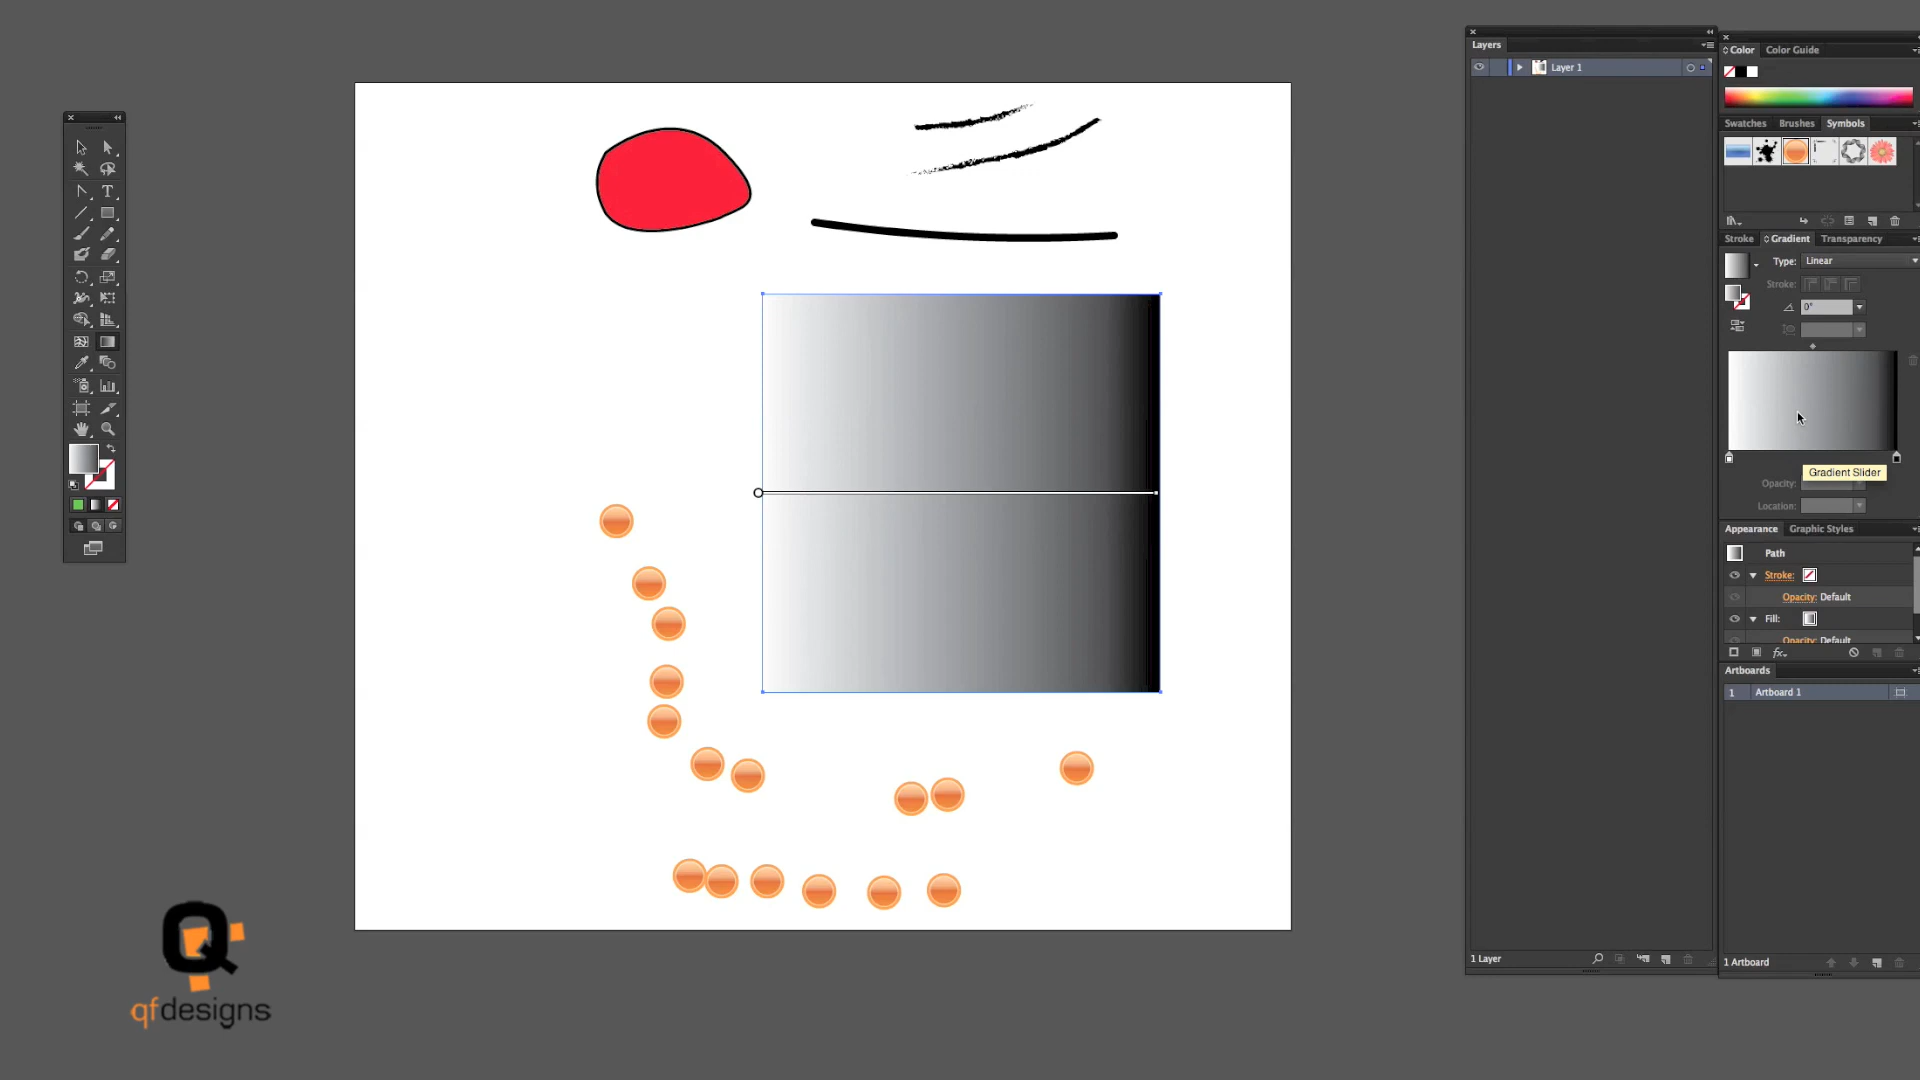 Layers
Layer 1
Color
Color Guide
Swatches
Brushes
Symbols
Stroke
Gradient
Transparency
Type:
Linear
Stroke:
0°
Gradient Slider
Opacity:
Location:
Appearance
Graphic Styles
Path
Stroke:
Opacity: Default
Fill:
Opacity: Default
fx
Artboards
1
Artboard 1
1 Layer
1 Artboard
T
Q
qfdesigns